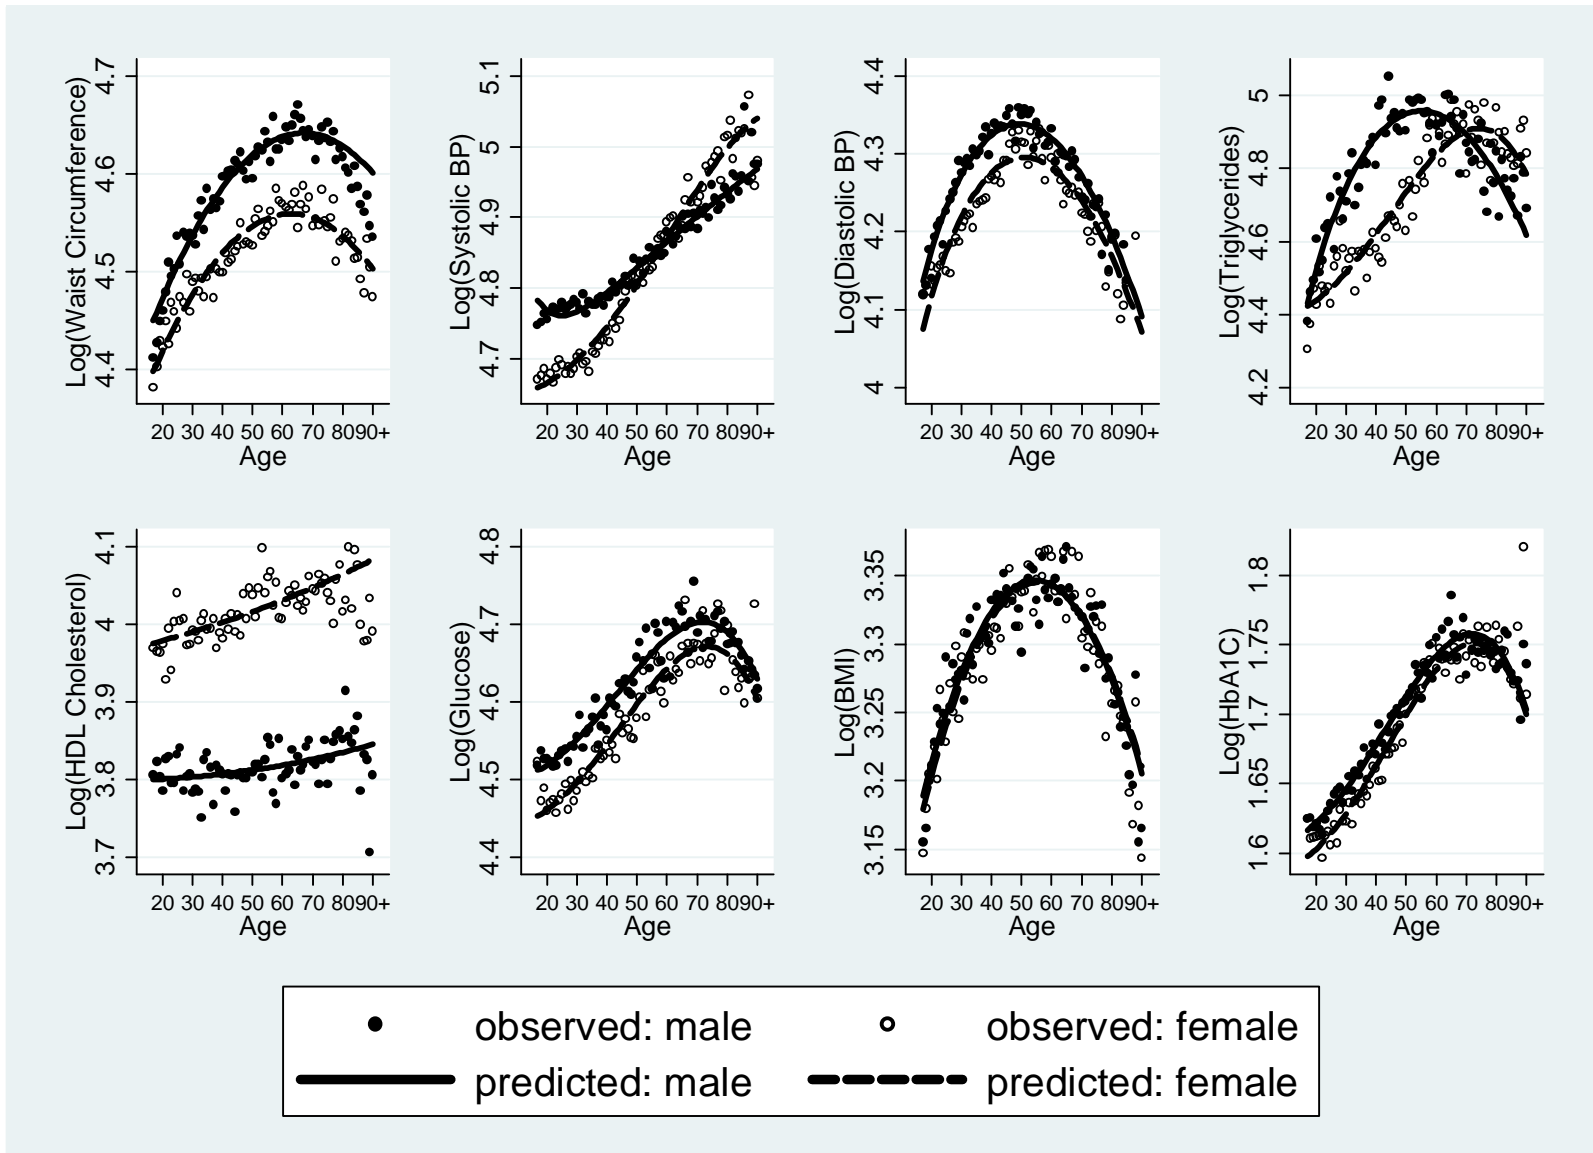 Log(Waist Circumference)
4.7
4.6
4.5
4.4
20 30 40 50 60 70 8090+
Age
Log(Systolic BP)
5.1
5
4.9
4.8
4.7
20 30 40 50 60 70 8090+
Age
Log(Diastolic BP)
4.4
4.3
4.2
4.1
4
20 30 40 50 60 70 8090+
Age
Log(Triglycerides)
5
4.8
4.6
4.4
4.2
20 30 40 50 60 70 8090+
Age
Log(HDL Cholesterol)
4.1
4
3.9
3.8
3.7
20 30 40 50 60 70 8090+
Age
Log(Glucose)
4.8
4.7
4.6
4.5
4.4
20 30 40 50 60 70 8090+
Age
Log(BMI)
3.35
3.3
3.25
3.2
3.15
20 30 40 50 60 70 8090+
Age
Log(HbA1C)
1.8
1.75
1.7
1.65
1.6
20 30 40 50 60 70 8090+
Age
observed: male
observed: female
predicted: male
predicted: female